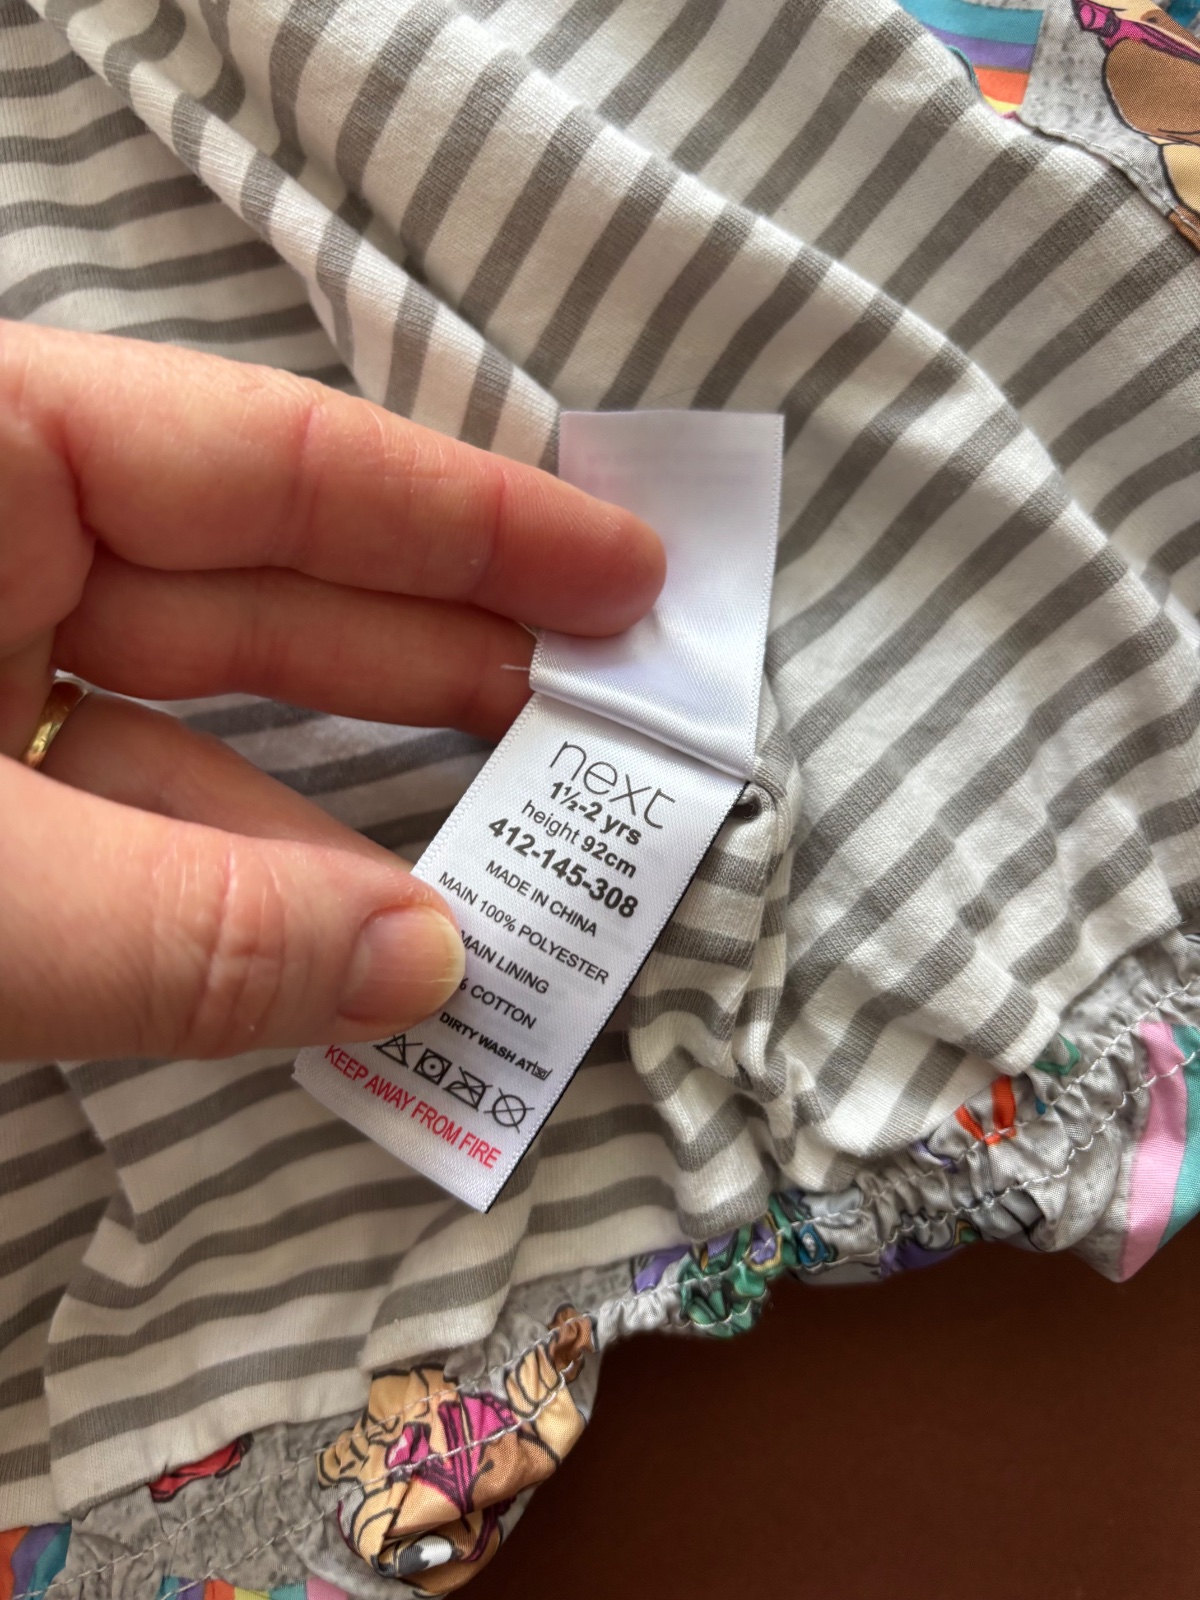 next
1½-2 yrs
height 92cm
412-145-308
MADE IN CHINA
MAIN 100% POLYESTER
MAIN LINING
% COTTON
DIRTY WASH AT
KEEP AWAY FROM FIRE